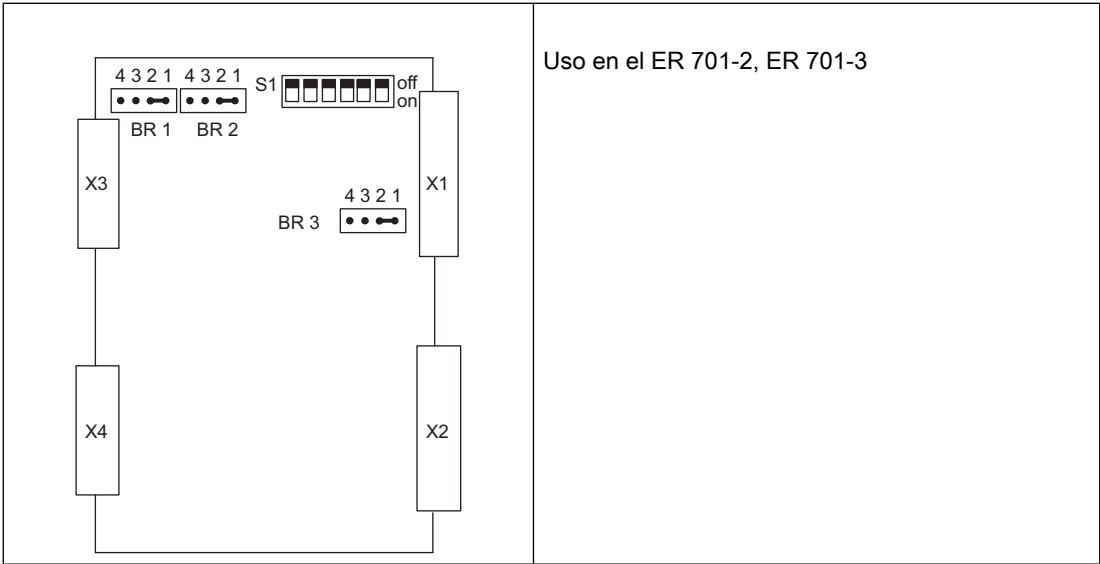 4 3 2 1 4 3 2 1
S1
off
on
BR 1 BR 2
X3
X1
4 3 2 1
BR 3
X4
X2
Uso en el ER 701-2, ER 701-3